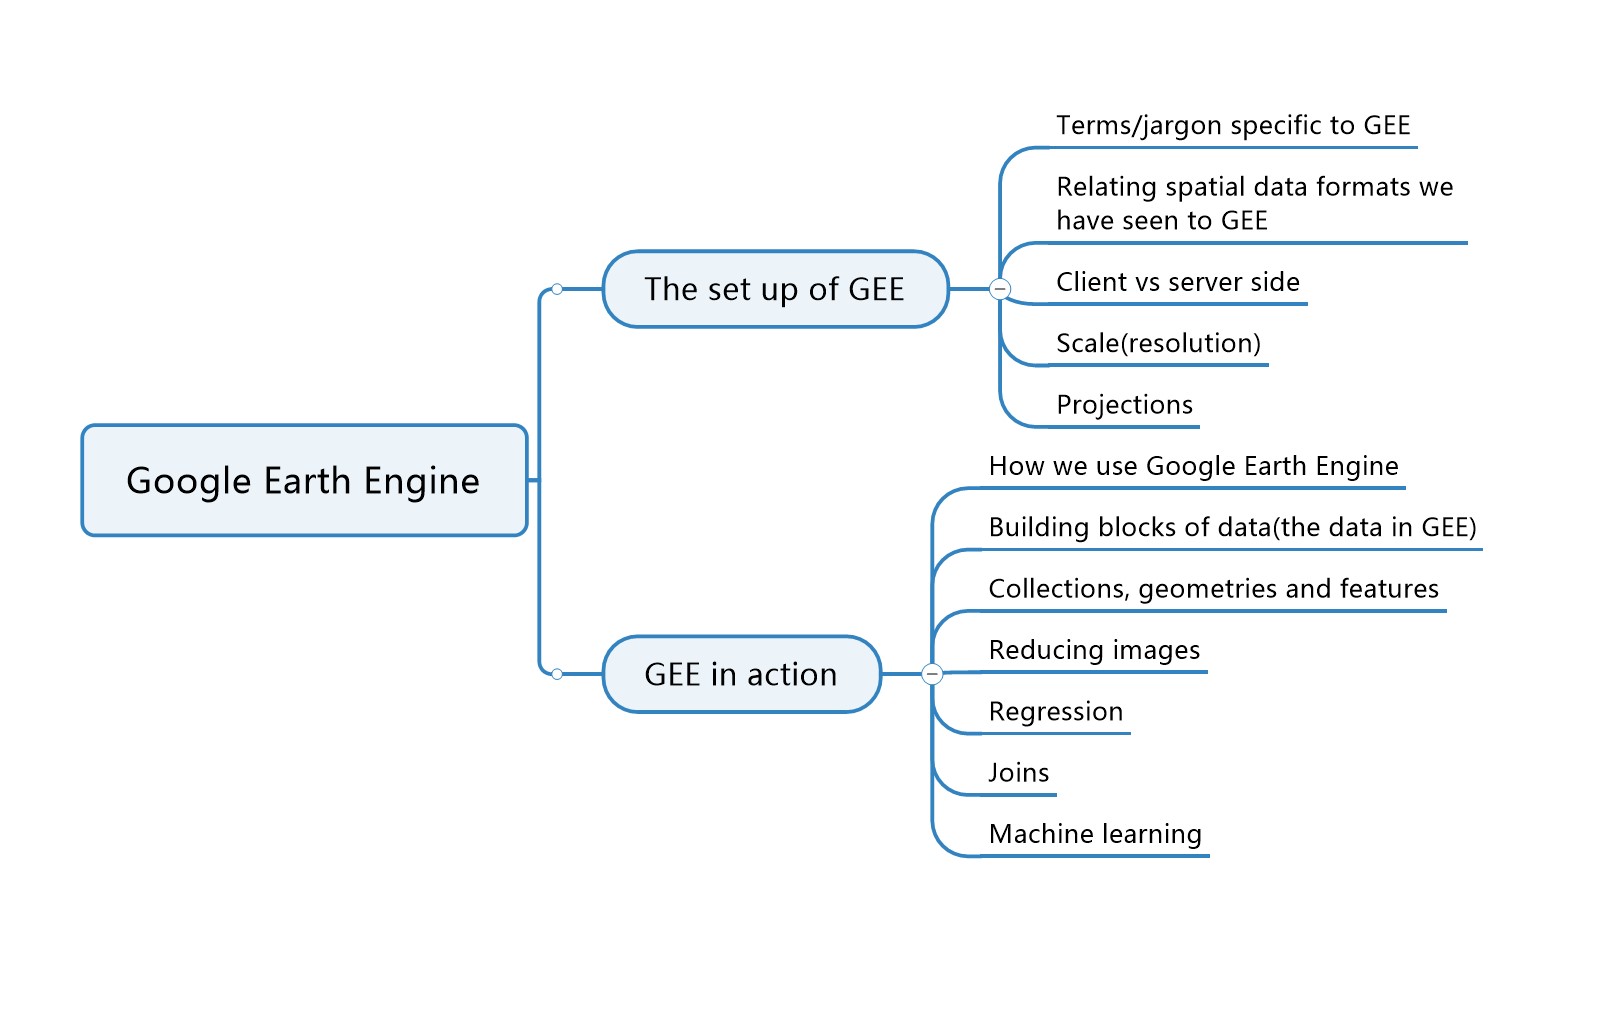 Google Earth Engine
The set up of GEE
Terms/jargon specific to GEE
Relating spatial data formats we
have seen to GEE
Client vs server side
Scale(resolution)
Projections
GEE in action
How we use Google Earth Engine
Building blocks of data(the data in GEE)
Collections, geometries and features
Reducing images
Regression
Joins
Machine learning